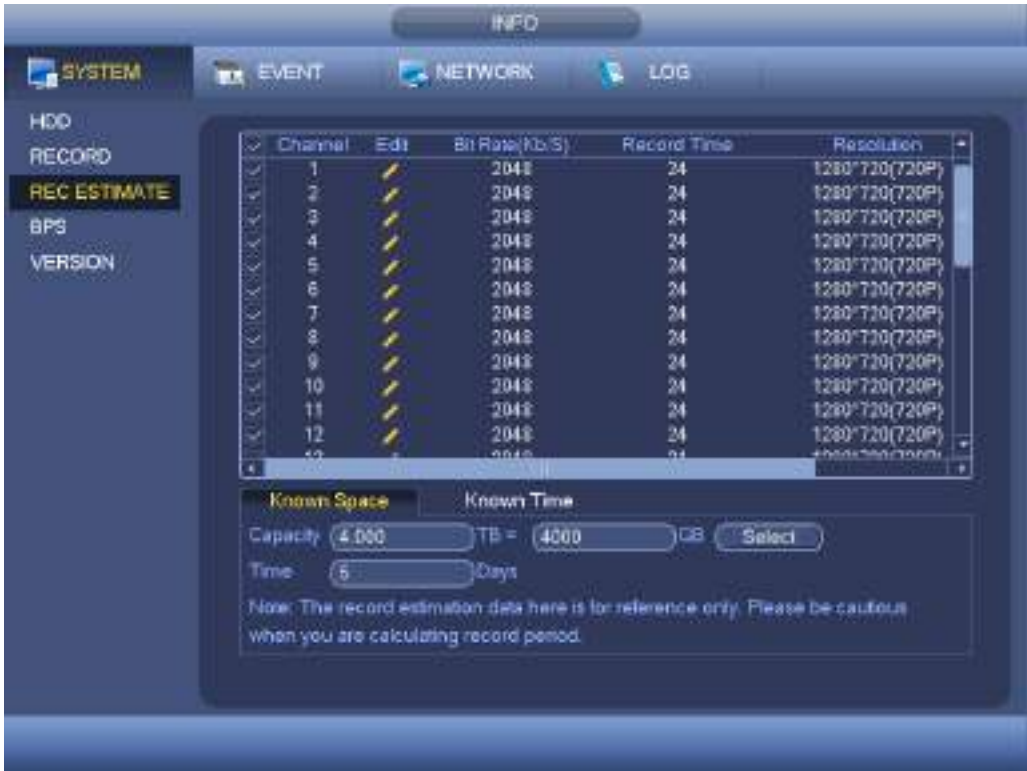 INFO
SYSTEM EVENT NETWORK LOG
HDD
RECORD
REC ESTIMATE
BPS
VERSION
Channel Edit Bit Rate(Kb/S) Record Time Resolution
1 2048 24 1280*720(720P)
2 2048 24 1280*720(720P)
3 2048 24 1280*720(720P)
4 2048 24 1280*720(720P)
5 2048 24 1280*720(720P)
6 2048 24 1280*720(720P)
7 2048 24 1280*720(720P)
8 2048 24 1280*720(720P)
9 2048 24 1280*720(720P)
10 2048 24 1280*720(720P)
11 2048 24 1280*720(720P)
12 2048 24 1280*720(720P)
Known Space Known Time
Capacity 4.000 TB = 4000 GB Select
Time 5 Days
Note: The record estimation data here is for reference only. Please be cautious
when you are calculating record period.